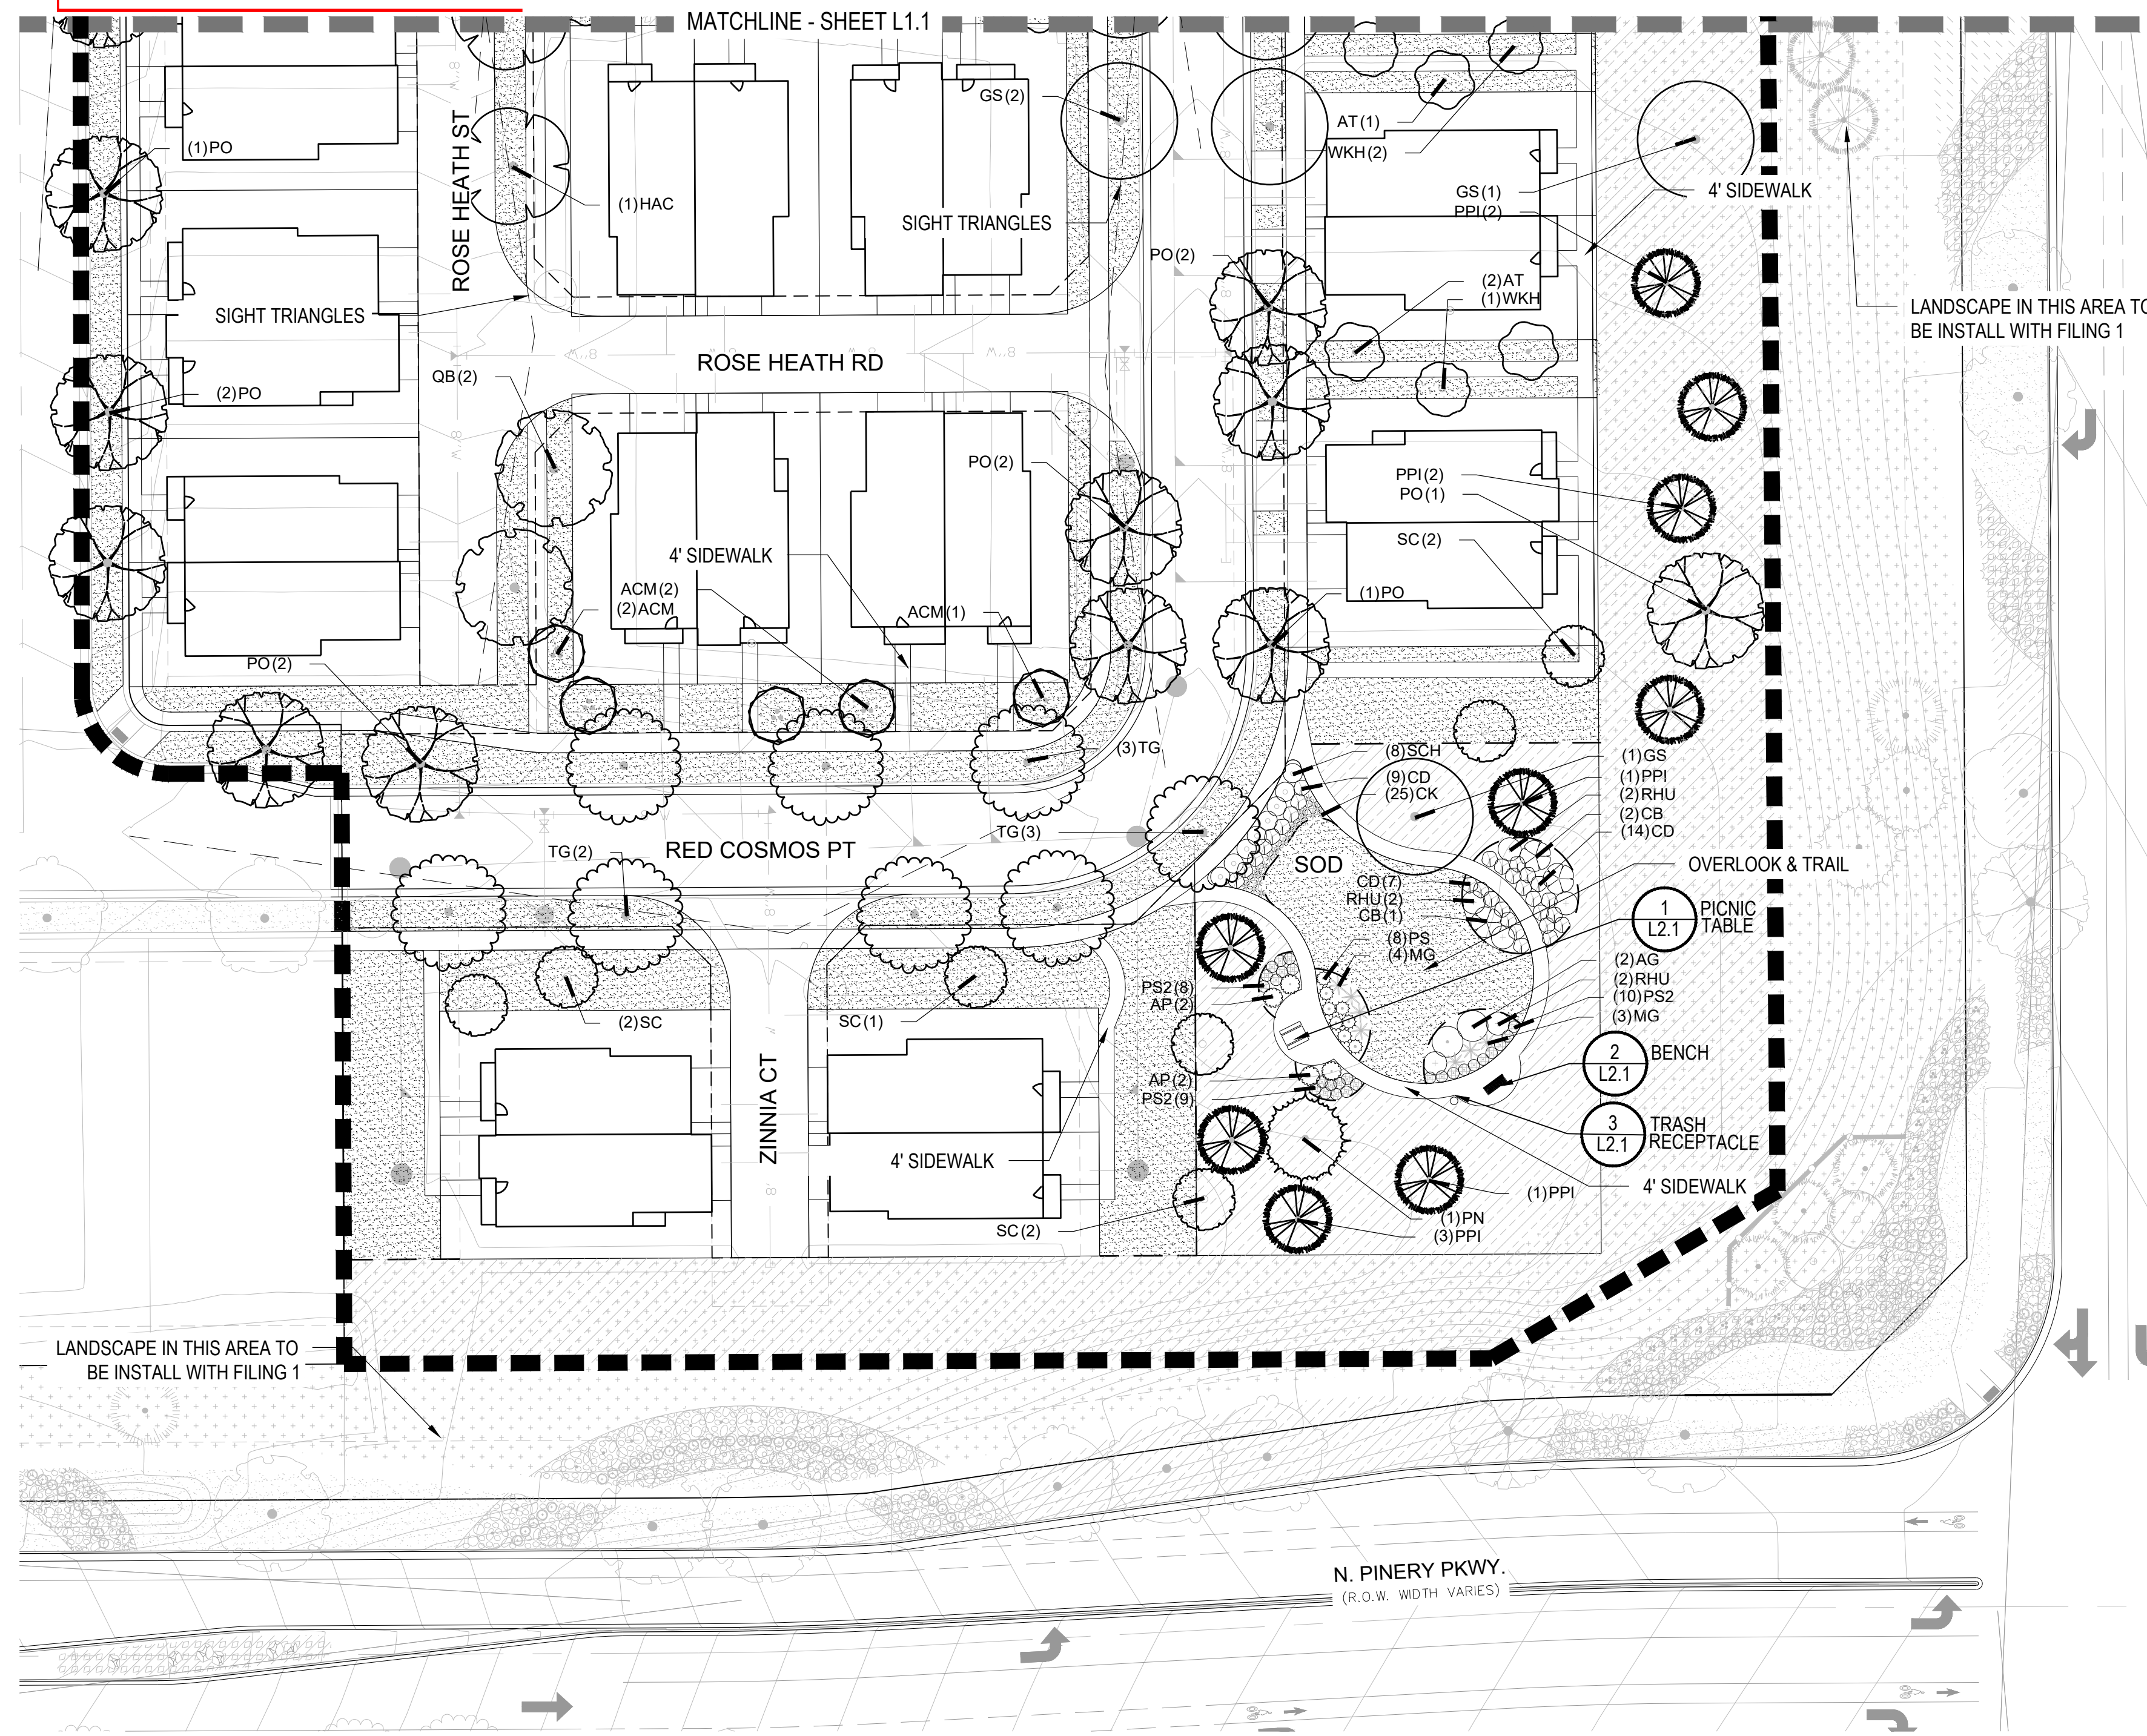 MATCHLINE - SHEET L1.1
GS(2)
AT(1)
WKH(2)
(1)PO
ROSE HEATH ST
(1)HAC
GS(1)
PPI(2)
4' SIDEWALK
SIGHT TRIANGLES
PO(2)
(2)AT
(1)WKH
LANDSCAPE IN THIS AREA TO
BE INSTALL WITH FILING 1
SIGHT TRIANGLES
ROSE HEATH RD
QB(2)
(2)PO
PO(2)
PPI(2)
PO(1)
SC(2)
4' SIDEWALK
ACM(2)
(2)ACM
ACM(1)
(1)PO
PO(2)
(3)TG
(8)SCH
(9)CD
(25)CK
(1)GS
(1)PPI
(2)RHU
(2)CB
(14)CD
TG(3)
TG(2)
RED COSMOS PT
SOD
OVERLOOK & TRAIL
CD(7)
RHU(2)
CB(1)
1
L2.1
PICNIC
TABLE
(8)PS
(4)MG
(2)AG
(2)RHU
(10)PS2
(3)MG
PS2(8)
AP(2)
(2)SC
SC(1)
2
L2.1
BENCH
AP(2)
PS2(9)
ZINNIA CT
3
L2.1
TRASH
RECEPTACLE
4' SIDEWALK
4' SIDEWALK
(1)PPI
(1)PN
(3)PPI
SC(2)
LANDSCAPE IN THIS AREA TO
BE INSTALL WITH FILING 1
N. PINERY PKWY.
(R.O.W. WIDTH VARIES)